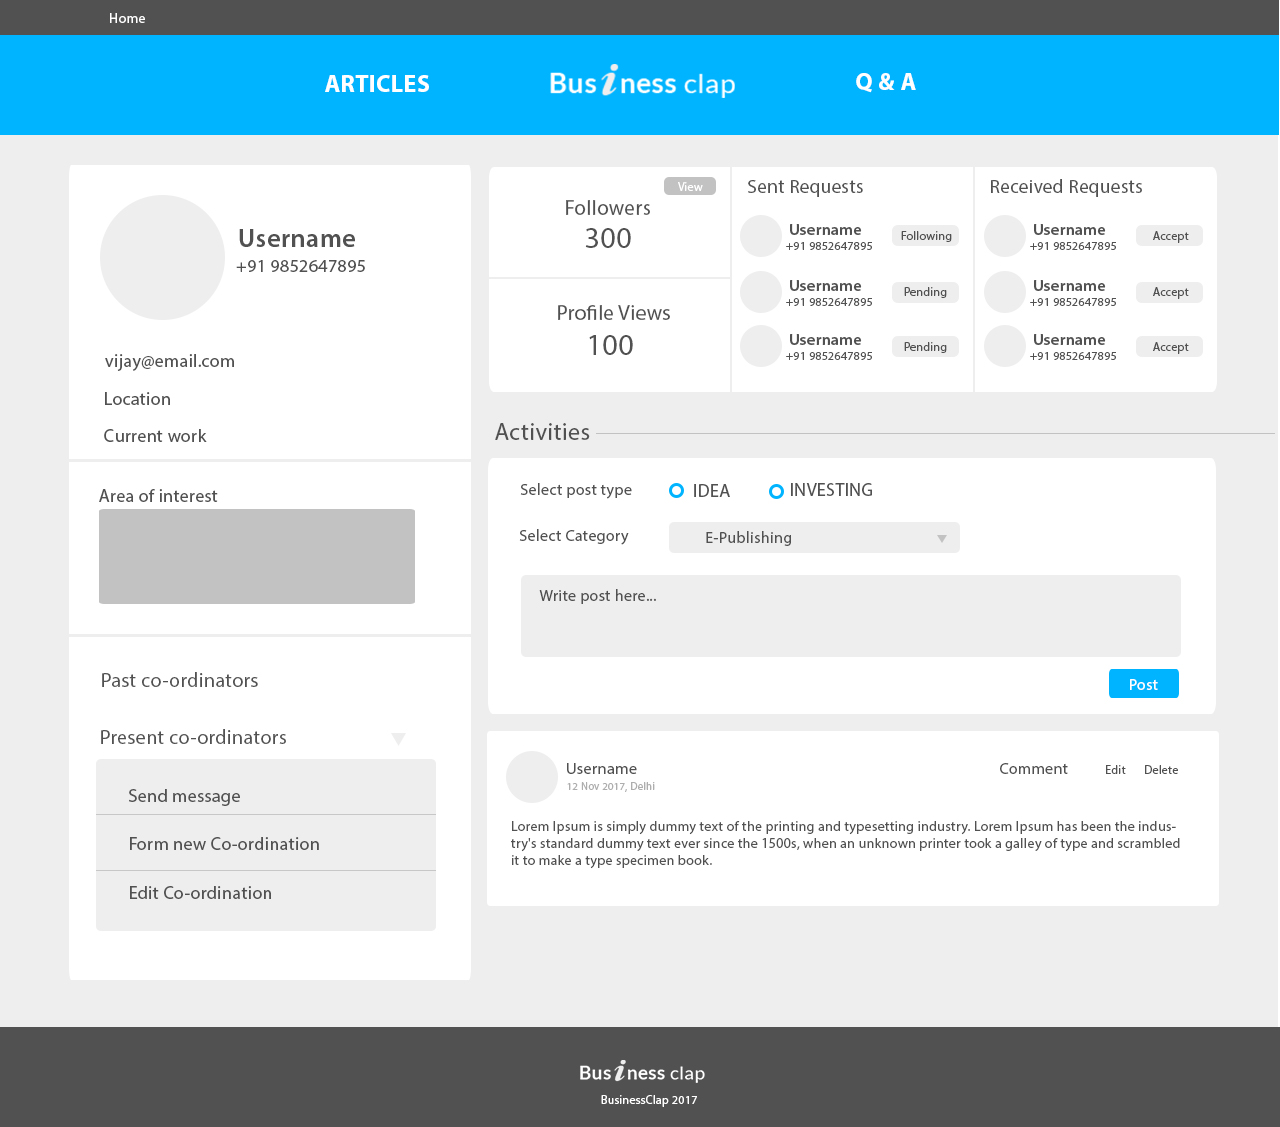 Home
ARTICLES
Business clap
Q & A
Username
+91 9852647895
vijay@email.com
Location
Current work
Area of interest
Past co-ordinators
Present co-ordinators
Send message
Form new Co-ordination
Edit Co-ordination
View
Followers
300
Profile Views
100
Sent Requests
Username
+91 9852647895
Following
Username
+91 9852647895
Pending
Username
+91 9852647895
Pending
Received Requests
Username
+91 9852647895
Accept
Username
+91 9852647895
Accept
Username
+91 9852647895
Accept
Activities
Select post type
IDEA
INVESTING
Select Category
E-Publishing
Write post here...
Post
Username
12 Nov 2017, Delhi
Comment
Edit
Delete
Lorem Ipsum is simply dummy text of the printing and typesetting industry. Lorem Ipsum has been the indus-
try's standard dummy text ever since the 1500s, when an unknown printer took a galley of type and scrambled
it to make a type specimen book.
Business clap
BusinessClap 2017